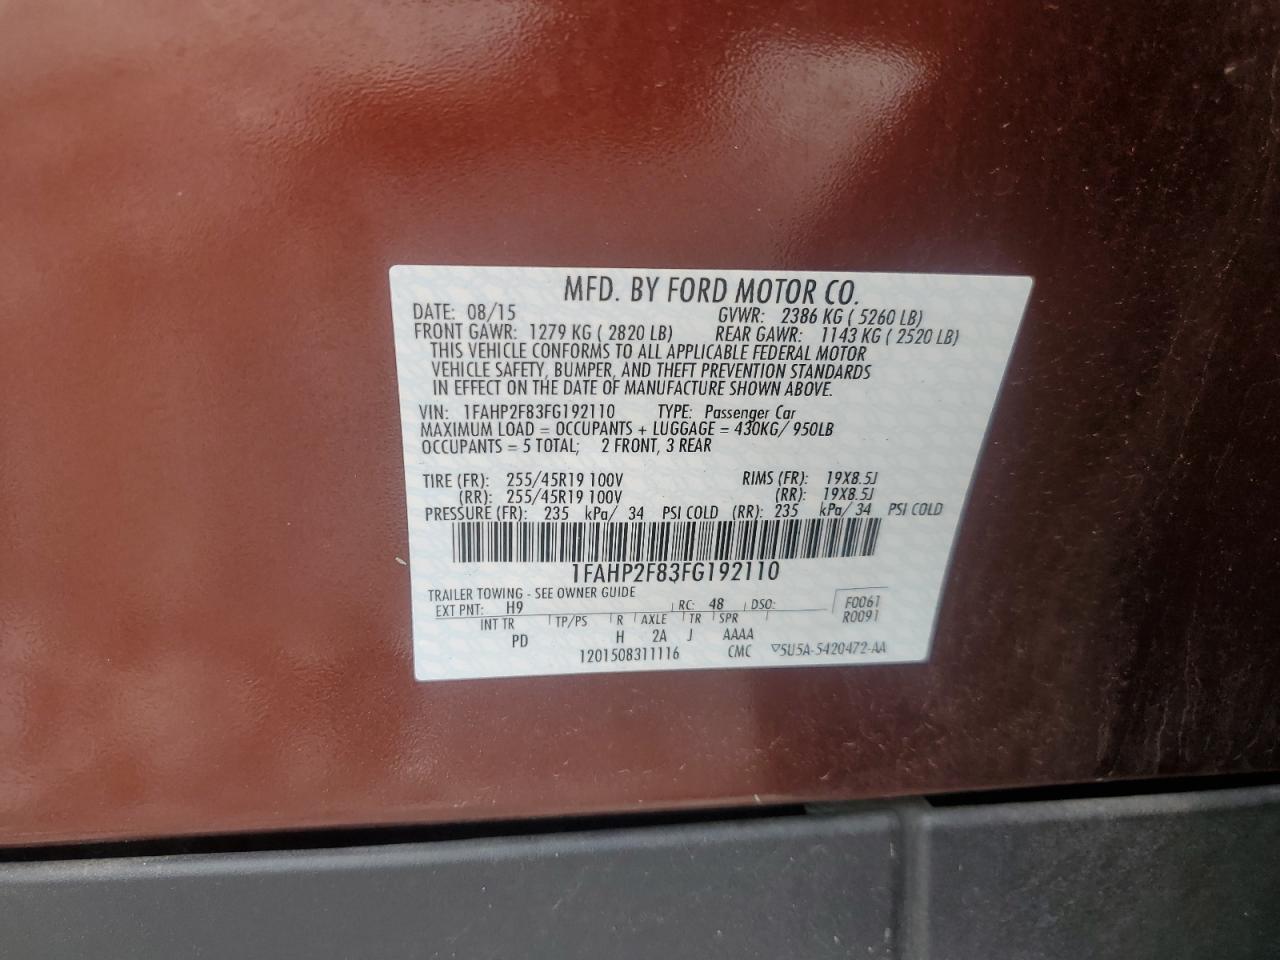 MFD. BY FORD MOTOR CO.
DATE: 08/15 GVWR: 2386 KG ( 5260 LB)
FRONT GAWR: 1279 KG ( 2820 LB) REAR GAWR: 1143 KG ( 2520 LB)
THIS VEHICLE CONFORMS TO ALL APPLICABLE FEDERAL MOTOR
VEHICLE SAFETY, BUMPER, AND THEFT PREVENTION STANDARDS
IN EFFECT ON THE DATE OF MANUFACTURE SHOWN ABOVE.
VIN: 1FAHP2F83FG192110 TYPE: Passenger Car
MAXIMUM LOAD = OCCUPANTS + LUGGAGE = 430KG/ 950LB
OCCUPANTS = 5 TOTAL; 2 FRONT, 3 REAR
TIRE (FR): 255/45R19 100V RIMS (FR): 19X8.5J
(RR): 255/45R19 100V (RR): 19X8.5J
PRESSURE (FR): 235 kPa/ 34 PSI COLD (RR): 235 kPa/ 34 PSI COLD
1FAHP2F83FG192110
TRAILER TOWING - SEE OWNER GUIDE
EXT PNT: H9 RC: 48 DSO: F0061
INT TR TP/PS R AXLE TR SPR R0091
PD H 2A J AAAA
1201508311116 CMC ▽5U5A-5420472-AA